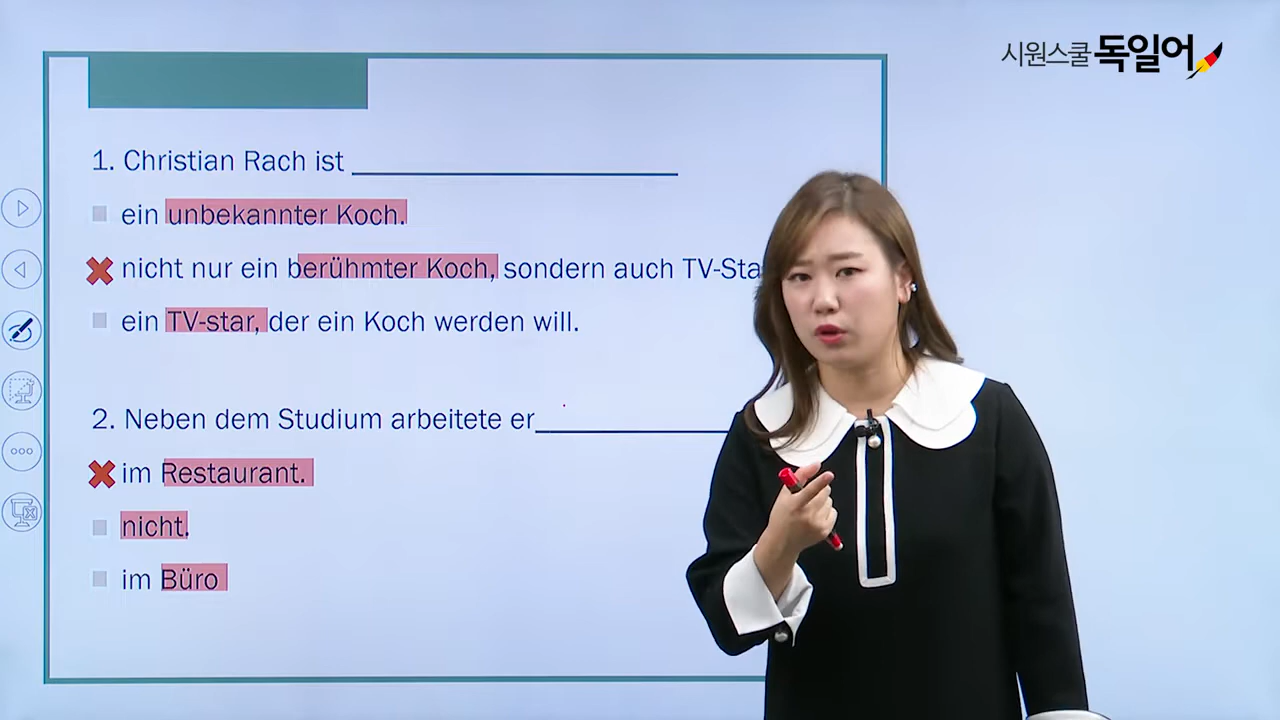 시원스쿨 독일어
1. Christian Rach ist
ein unbekannter Koch.
nicht nur ein berühmter Koch, sondern auch
ein TV-star, der ein Koch werden will.
2. Neben dem Studium arbeitete er
im Restaurant.
nicht.
im Büro